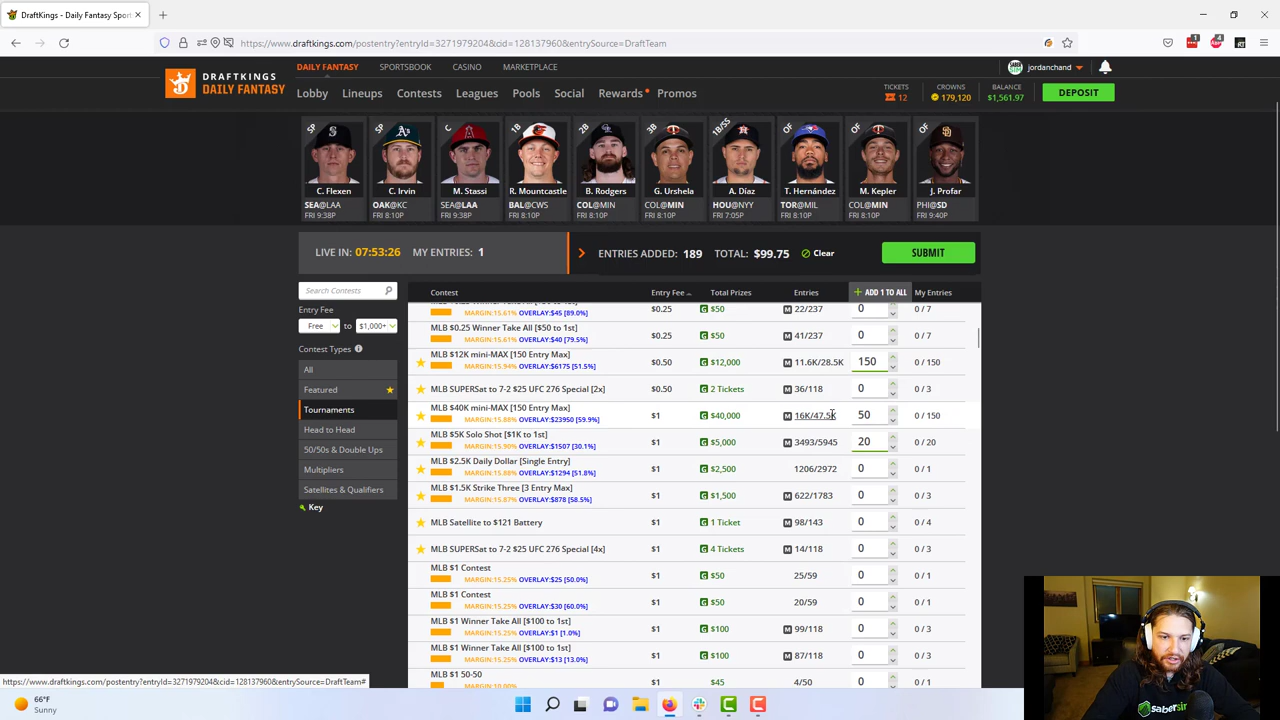 DraftKings - Daily Fantasy Spor
https://www.draftkings.com/postentry?entryId=3271979204&cid=128137960&entrySource=DraftTeam
DAILY FANTASY SPORTSBOOK CASINO MARKETPLACE jordanchand
DRAFTKINGS
DAILY FANTASY
Lobby Lineups Contests Leagues Pools Social Rewards Promos
TICKETS CROWNS BALANCE
12 179,120 $1,561.97 DEPOSIT
SP SP C 1B 2B 3B 1B/SS OF OF OF
C. Flexen C. Irvin M. Stassi R. Mountcastle B. Rodgers G. Urshela A. Díaz T. Hernández M. Kepler J. Profar
SEA@LAA OAK@KC SEA@LAA BAL@CWS COL@MIN COL@MIN HOU@NYY TOR@MIL COL@MIN PHI@SD
FRI 9:38PM FRI 8:10PM FRI 9:38PM FRI 8:10PM FRI 8:10PM FRI 8:10PM FRI 7:05PM FRI 8:10PM FRI 8:10PM FRI 9:40PM
LIVE IN: 07:53:26 MY ENTRIES: 1 ENTRIES ADDED: 189 TOTAL: $99.75 Clear SUBMIT
Search Contests
Entry Fee
Free to $1,000+
Contest Types
All
Featured
Tournaments
Head to Head
50/50s & Double Ups
Multipliers
Satellites & Qualifiers
Key
Contest Entry Fee Total Prizes Entries + ADD 1 TO ALL My Entries
$0.25 G $50 M 22/237 0 0 / 7
MARGIN:15.61% OVERLAY:$45 [89.0%]
MLB $0.25 Winner Take All [$50 to 1st] $0.25 G $50 M 41/237 0 0 / 7
MARGIN:15.61% OVERLAY:$40 [79.5%]
MLB $12K mini-MAX [150 Entry Max] $0.50 G $12,000 M 11.6K/28.5K 150 0 / 150
MARGIN:15.94% OVERLAY:$6175 [51.5%]
MLB SUPERSat to 7-2 $25 UFC 276 Special [2x] $0.50 G 2 Tickets M 36/118 0 0 / 3
MLB $40K mini-MAX [150 Entry Max] $1 G $40,000 M 16K/47.5K 50 0 / 150
MARGIN:15.88% OVERLAY:$23950 [59.9%]
MLB $5K Solo Shot [$1K to 1st] $1 G $5,000 M 3493/5945 20 0 / 20
MARGIN:15.90% OVERLAY:$1507 [30.1%]
MLB $2.5K Daily Dollar [Single Entry] $1 G $2,500 1206/2972 0 0 / 1
MARGIN:15.88% OVERLAY:$1294 [51.8%]
MLB $1.5K Strike Three [3 Entry Max] $1 G $1,500 M 622/1783 0 0 / 3
MARGIN:15.87% OVERLAY:$878 [58.5%]
MLB Satellite to $121 Battery $1 G 1 Ticket M 98/143 0 0 / 4
MLB SUPERSat to 7-2 $25 UFC 276 Special [4x] $1 G 4 Tickets M 14/118 0 0 / 3
MLB $1 Contest $1 G $50 25/59 0 0 / 1
MARGIN:15.25% OVERLAY:$25 [50.0%]
MLB $1 Contest $1 G $50 20/59 0 0 / 1
MARGIN:15.25% OVERLAY:$30 [60.0%]
MLB $1 Winner Take All [$100 to 1st] $1 G $100 M 99/118 0 0 / 3
MARGIN:15.25% OVERLAY:$1 [1.0%]
MLB $1 Winner Take All [$100 to 1st] $1 G $100 M 87/118 0 0 / 3
MARGIN:15.25% OVERLAY:$13 [13.0%]
MLB $1 50-50 $1 G $45 4/50 0 0 / 1
MARGIN:10.00%
https://www.draftkings.com/postentry?entryId=3271979204&cid=128137960&entrySource=DraftTeam#
66°F
Sunny
sabersim